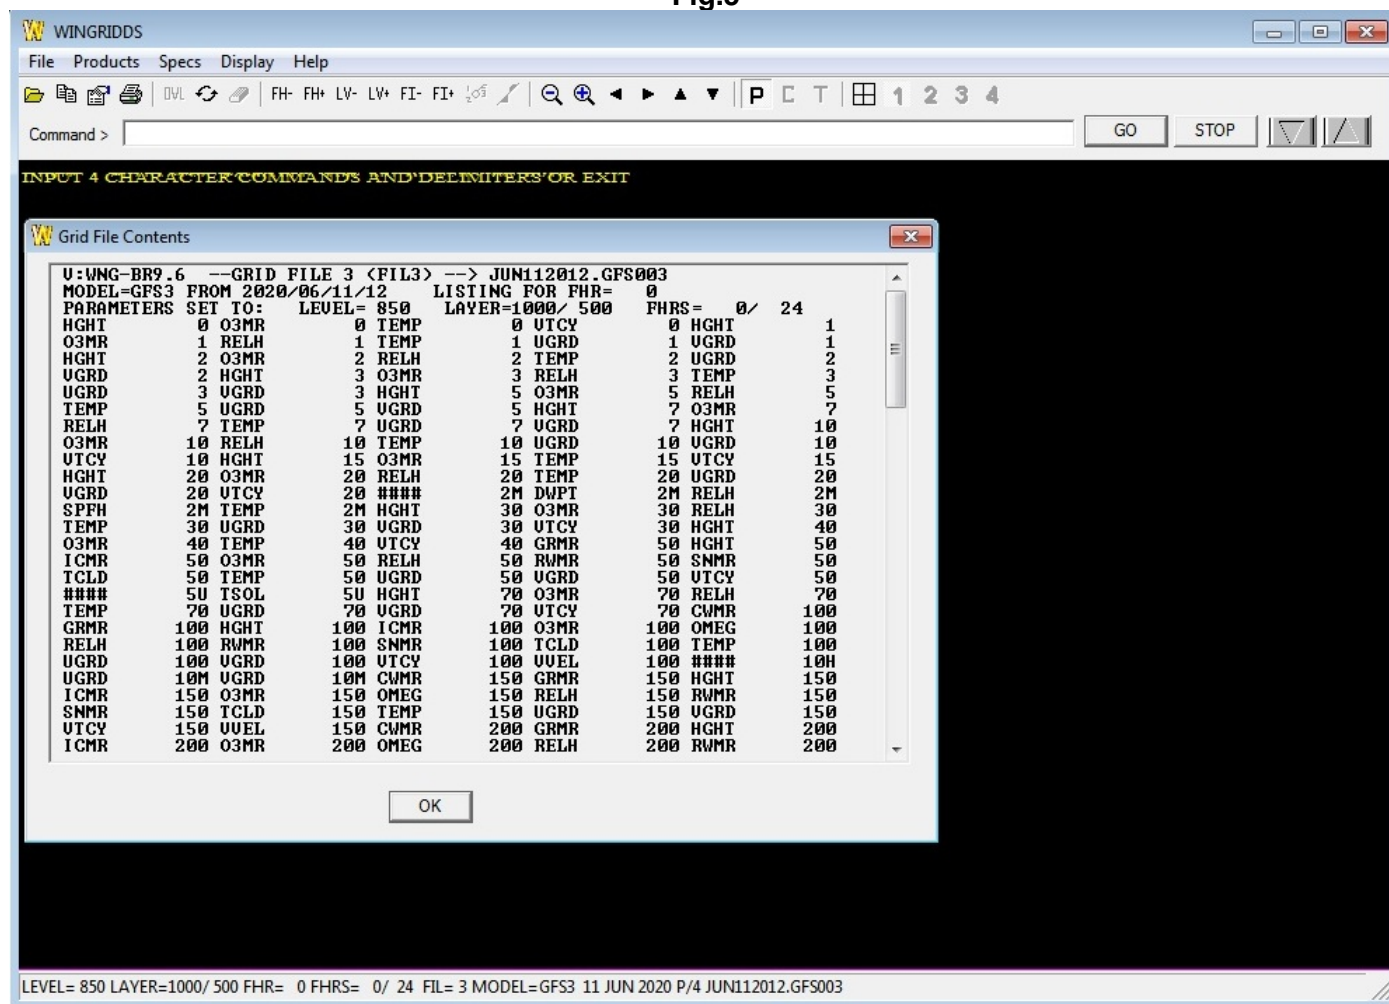 Fig.3
WINGRIDDS
File Products Specs Display Help
OVL FH- FH+ LV- LV+ FI- FI+ P C T 1 2 3 4
Command > GO STOP
INPUT 4 CHARACTER COMMANDS AND DELIMITERS OR EXIT
Grid File Contents
V:WNG-BR9.6 --GRID FILE 3 (FIL3) --> JUN112012.GFS003
MODEL=GFS3 FROM 2020/06/11/12 LISTING FOR FHR= 0
PARAMETERS SET TO: LEVEL= 850 LAYER=1000/ 500 FHRS= 0/ 24
HGHT 0 O3MR 0 TEMP 0 VTCY 0 HGHT 1
O3MR 1 RELH 1 TEMP 1 UGRD 1 VGRD 1
HGHT 2 O3MR 2 RELH 2 TEMP 2 UGRD 2
VGRD 2 HGHT 3 O3MR 3 RELH 3 TEMP 3
UGRD 3 VGRD 3 HGHT 5 O3MR 5 RELH 5
TEMP 5 UGRD 5 VGRD 5 HGHT 7 O3MR 7
RELH 7 TEMP 7 UGRD 7 VGRD 7 HGHT 10
O3MR 10 RELH 10 TEMP 10 UGRD 10 VGRD 10
VTCY 10 HGHT 15 O3MR 15 TEMP 15 VTCY 15
HGHT 20 O3MR 20 RELH 20 TEMP 20 UGRD 20
VGRD 20 VTCY 20 #### 2M DWPT 2M RELH 2M
SPFH 2M TEMP 2M HGHT 30 O3MR 30 RELH 30
TEMP 30 UGRD 30 VGRD 30 VTCY 30 HGHT 40
O3MR 40 TEMP 40 VTCY 40 GRMR 50 HGHT 50
ICMR 50 O3MR 50 RELH 50 RWMR 50 SNMR 50
TCLD 50 TEMP 50 UGRD 50 VGRD 50 VTCY 50
#### 5U TSOL 5U HGHT 70 O3MR 70 RELH 70
TEMP 70 UGRD 70 VGRD 70 VTCY 70 CWMR 100
GRMR 100 HGHT 100 ICMR 100 O3MR 100 OMEG 100
RELH 100 RWMR 100 SNMR 100 TCLD 100 TEMP 100
UGRD 100 VGRD 100 VTCY 100 VVEL 100 #### 10H
UGRD 10M VGRD 10M CWMR 150 GRMR 150 HGHT 150
ICMR 150 O3MR 150 OMEG 150 RELH 150 RWMR 150
SNMR 150 TCLD 150 TEMP 150 UGRD 150 VGRD 150
VTCY 150 VVEL 150 CWMR 200 GRMR 200 HGHT 200
ICMR 200 O3MR 200 OMEG 200 RELH 200 RWMR 200
OK
LEVEL= 850 LAYER=1000/ 500 FHR= 0 FHRS= 0/ 24 FIL= 3 MODEL=GFS3 11 JUN 2020 P/4 JUN112012.GFS003